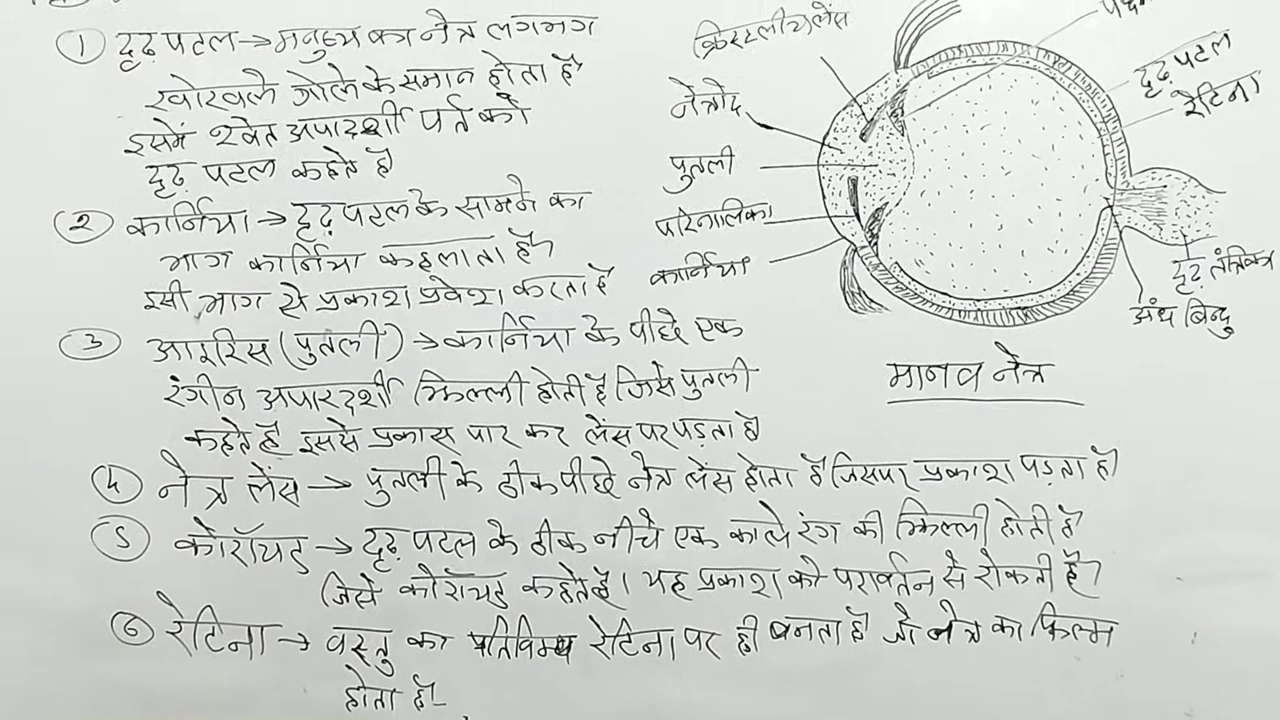 ① दृढ़ पटल → मनुष्य का नेत्र लगभग
खोखले गोले के समान होता है
इसमें श्वेत अपारदर्शी पर्त को
दृढ़ पटल कहते है
② कार्निया → दृढ़ पटल के सामने का
भाग कार्निया कहलाता है
इसी भाग से प्रकाश प्रवेश करता है
③ आइरिस (पुतली) → कार्निया के पीछे एक
रंगीन अपारदर्शी झिल्ली होती है जिसे पुतली
कहते है इससे प्रकास पार कर लेंस पर पड़ता है
④ नेत्र लेंस → पुतली के ठीक पीछे नेत्र लेंस होता है जिसपर प्रकाश पड़ता है
⑤ कोरॉयड → दृढ़ पटल के ठीक नीचे एक काले रंग की झिल्ली होती है
जिसे कोरॉयड कहते है। यह प्रकाश को परावर्तन से रोकती है
⑥ रेटिना → वस्तु का प्रतिविम्ब रेटिना पर ही बनता है जो नेत्र का फिल्म
होता है
क्रिस्टलीय लेंस
नेत्रोद
पुतली
परिनालिका
कार्निया
दृढ़ पटल
रेटिना
दृढ़ तंत्रिका
अंध बिन्दु
मानव नेत्र